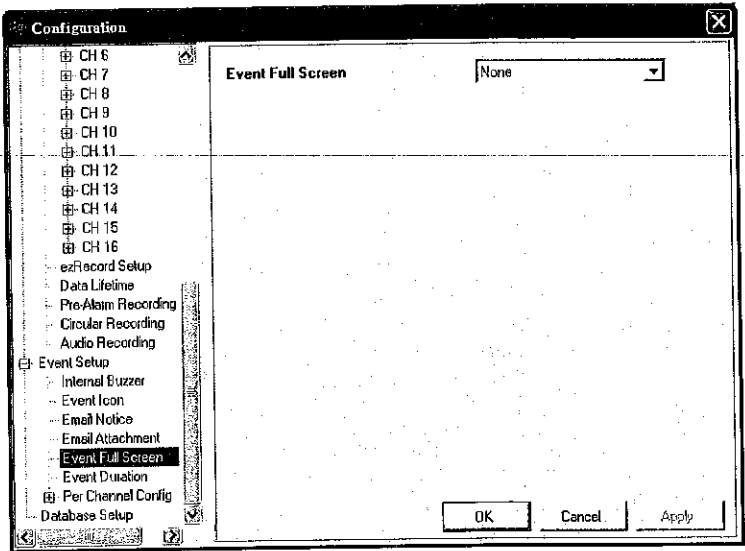 Configuration
CH 6
CH 7
CH 8
CH 9
CH 10
CH 11
CH 12
CH 13
CH 14
CH 15
CH 16
ezRecord Setup
Data Lifetime
Pre-Alarm Recording
Circular Recording
Audio Recording
Event Setup
Internal Buzzer
Event Icon
Email Notice
Email Attachment
Event Full Screen
Event Duration
Per Channel Config
Database Setup
Event Full Screen
None
OK
Cancel
Apply